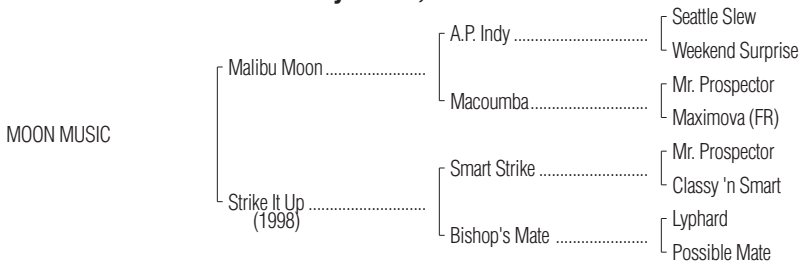 Seattle Slew
A.P. Indy
Weekend Surprise
Malibu Moon
Mr. Prospector
Macoumba
Maximova (FR)
MOON MUSIC
Mr. Prospector
Smart Strike
Classy 'n Smart
Strike It Up
(1998)
Lyphard
Bishop's Mate
Possible Mate